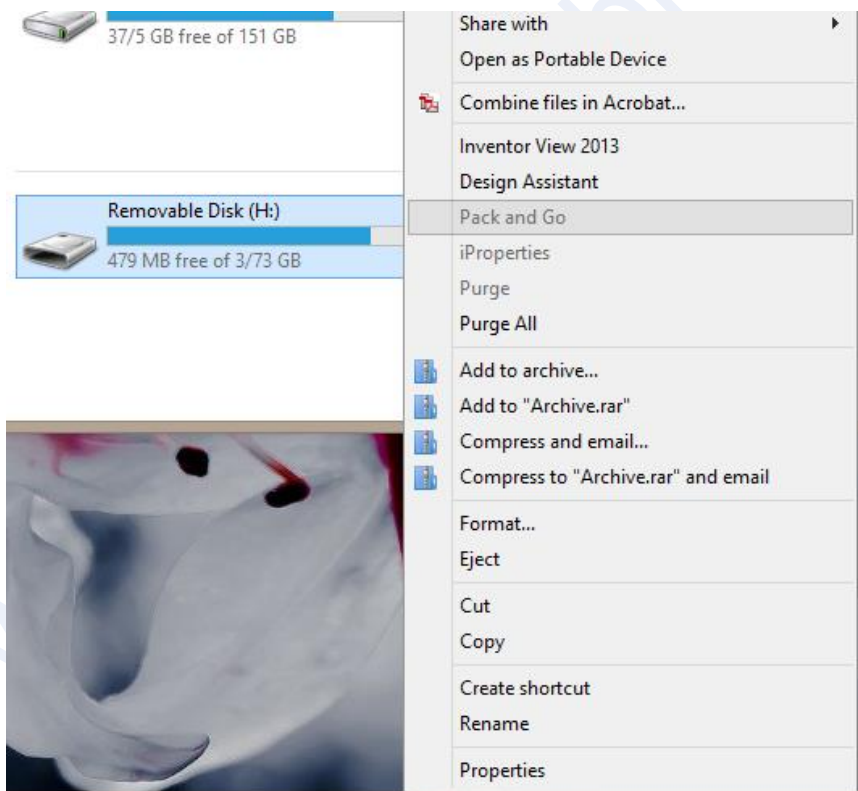 37/5 GB free of 151 GB
Removable Disk (H:)
479 MB free of 3/73 GB
Share with
Open as Portable Device
Combine files in Acrobat...
Inventor View 2013
Design Assistant
Pack and Go
iProperties
Purge
Purge All
Add to archive...
Add to "Archive.rar"
Compress and email...
Compress to "Archive.rar" and email
Format...
Eject
Cut
Copy
Create shortcut
Rename
Properties